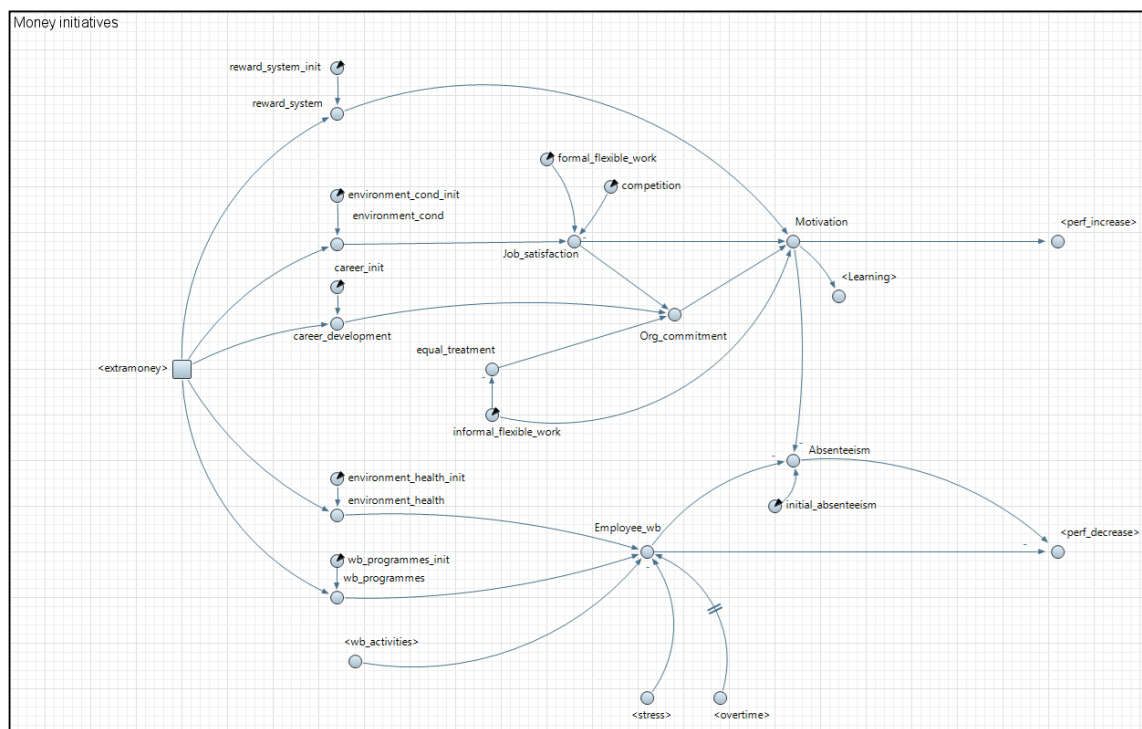 Money initiatives
reward_system_init
reward_system
formal_flexible_work
competition
environment_cond_init
environment_cond
Motivation
<perf_increase>
Job_satisfaction
career_init
<Learning>
career_development
Org_commitment
equal_treatment
<extramoney>
informal_flexible_work
Absenteeism
environment_health_init
environment_health
initial_absenteeism
Employee_wb
<perf_decrease>
wb_programmes_init
wb_programmes
<wb_activities>
<stress>
<overtime>